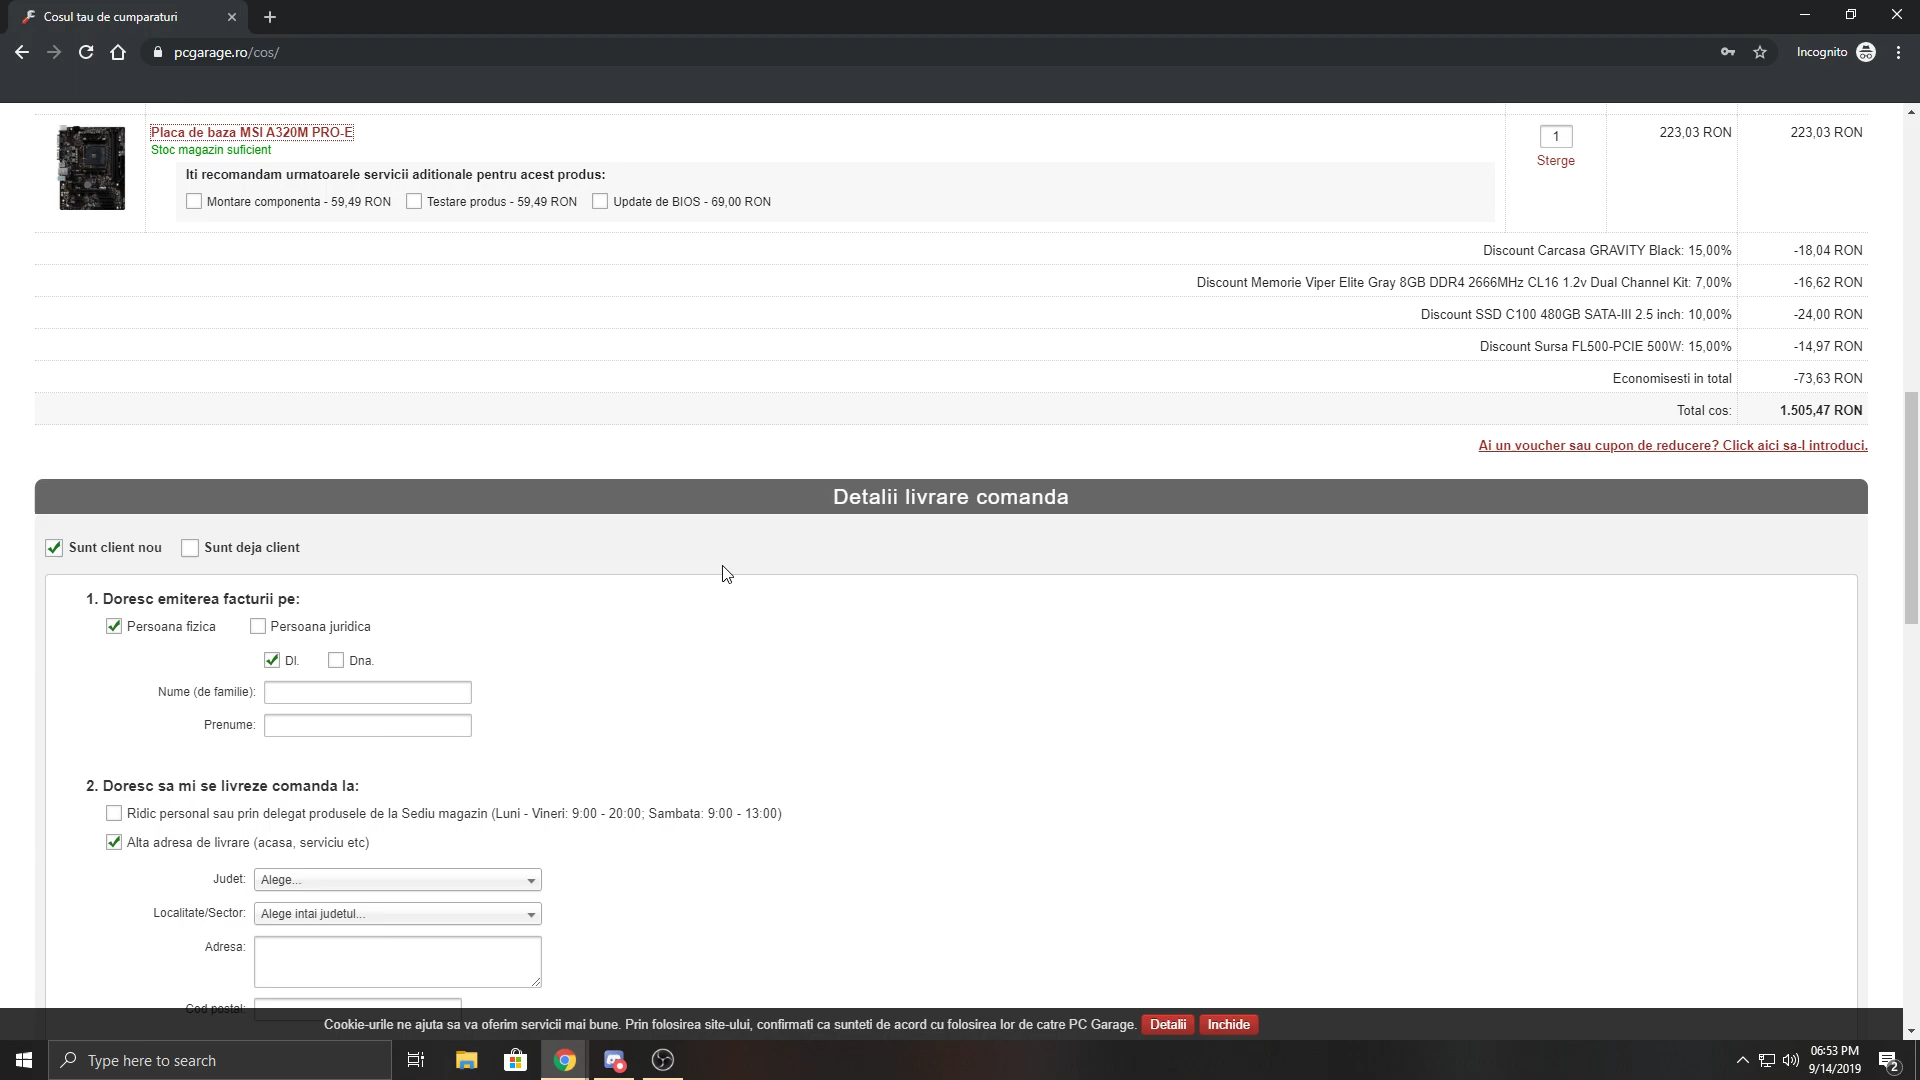 Cosul tau de cumparaturi
pcgarage.ro/cos/
Incognito
Placa de baza MSI A320M PRO-E
Stoc magazin suficient
Iti recomandam urmatoarele servicii aditionale pentru acest produs:
Montare componenta - 59,49 RON Testare produs - 59,49 RON Update de BIOS - 69,00 RON
1
Sterge
223,03 RON 223,03 RON
Discount Carcasa GRAVITY Black: 15,00% -18,04 RON
Discount Memorie Viper Elite Gray 8GB DDR4 2666MHz CL16 1.2v Dual Channel Kit: 7,00% -16,62 RON
Discount SSD C100 480GB SATA-III 2.5 inch: 10,00% -24,00 RON
Discount Sursa FL500-PCIE 500W: 15,00% -14,97 RON
Economisesti in total -73,63 RON
Total cos: 1.505,47 RON
Ai un voucher sau cupon de reducere? Click aici sa-l introduci.
Detalii livrare comanda
Sunt client nou Sunt deja client
1. Doresc emiterea facturii pe:
Persoana fizica Persoana juridica
Dl. Dna.
Nume (de familie):
Prenume:
2. Doresc sa mi se livreze comanda la:
Ridic personal sau prin delegat produsele de la Sediu magazin (Luni - Vineri: 9:00 - 20:00; Sambata: 9:00 - 13:00)
Alta adresa de livrare (acasa, serviciu etc)
Judet: Alege...
Localitate/Sector: Alege intai judetul...
Adresa:
Cod postal:
Cookie-urile ne ajuta sa va oferim servicii mai bune. Prin folosirea site-ului, confirmati ca sunteti de acord cu folosirea lor de catre PC Garage. Detalii Inchide
Type here to search
06:53 PM
9/14/2019
2